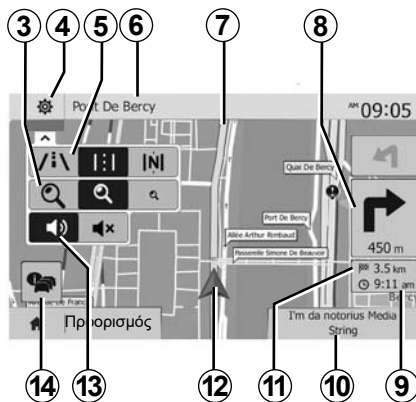 3 4 5 6 7 8
Port De Bercy
AM 09:05
N
Quai De Bercy
Port De Bercy
Allée Arthur Rimbaud
Passerelle Simone De Beauvoir
450 m
3.5 km
9:11 am
Bercy
de France
Προορισμός
I'm da notorius Media
String
14 13 12 11 10 9